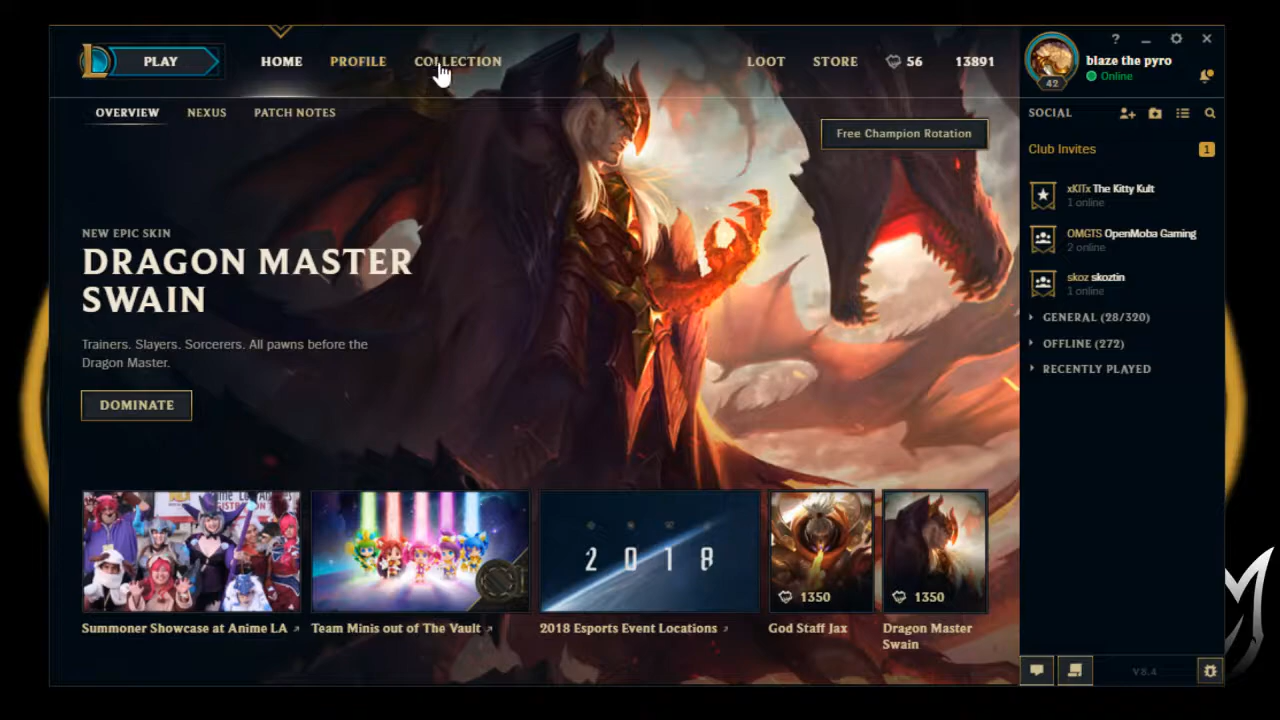 PLAY
HOME
PROFILE
COLLECTION
LOOT
STORE
56
13891
?
42
blaze the pyro
Online
OVERVIEW
NEXUS
PATCH NOTES
Free Champion Rotation
SOCIAL
Club Invites
1
xKITx The Kitty Kult
1 online
OMGTS OpenMoba Gaming
2 online
skoz skoztin
1 online
GENERAL (28/320)
OFFLINE (272)
RECENTLY PLAYED
NEW EPIC SKIN
DRAGON MASTER
SWAIN
Trainers. Slayers. Sorcerers. All pawns before the
Dragon Master.
DOMINATE
2018
1350
1350
Summoner Showcase at Anime LA
Team Minis out of The Vault
2018 Esports Event Locations
God Staff Jax
Dragon Master
Swain
V8.4